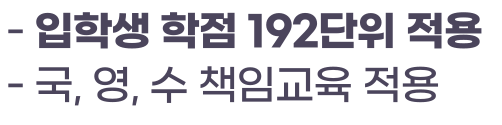 - 입학생 학점 192단위 적용
- 국, 영, 수 책임교육 적용